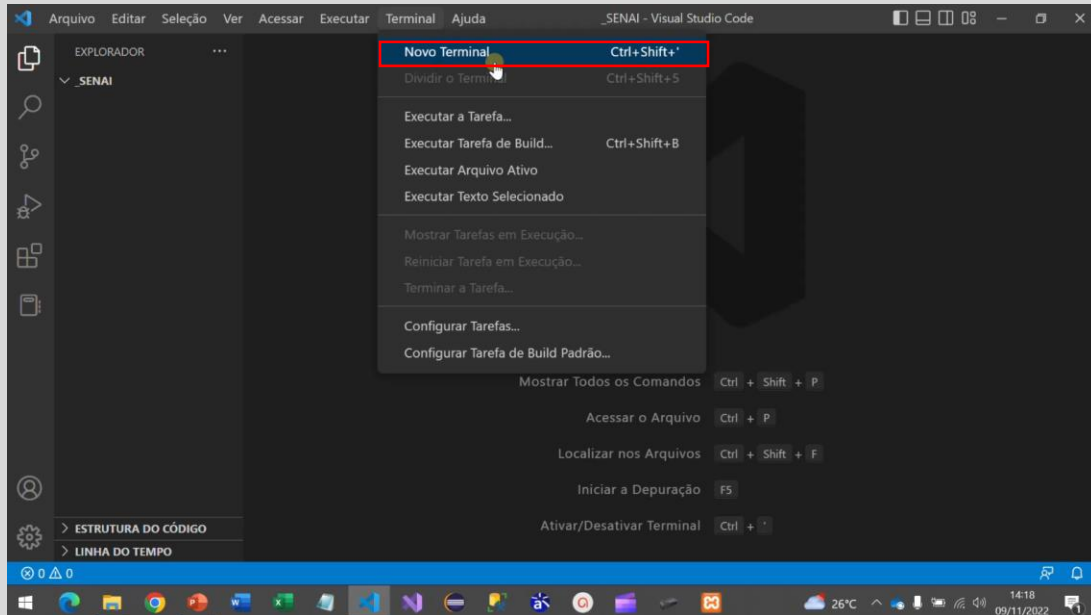 Arquivo Editar Seleção Ver Acessar Executar Terminal Ajuda _SENAI - Visual Studio Code
EXPLORADOR
_SENAI
Novo Terminal Ctrl+Shift+'
Dividir o Terminal Ctrl+Shift+5
Executar a Tarefa...
Executar Tarefa de Build... Ctrl+Shift+B
Executar Arquivo Ativo
Executar Texto Selecionado
Mostrar Tarefas em Execução...
Reiniciar Tarefa em Execução...
Terminar a Tarefa...
Configurar Tarefas...
Configurar Tarefa de Build Padrão...
Mostrar Todos os Comandos Ctrl + Shift + P
Acessar o Arquivo Ctrl + P
Localizar nos Arquivos Ctrl + Shift + F
Iniciar a Depuração F5
Ativar/Desativar Terminal Ctrl + '
ESTRUTURA DO CÓDIGO
LINHA DO TEMPO
0 0
26°C 14:18
09/11/2022